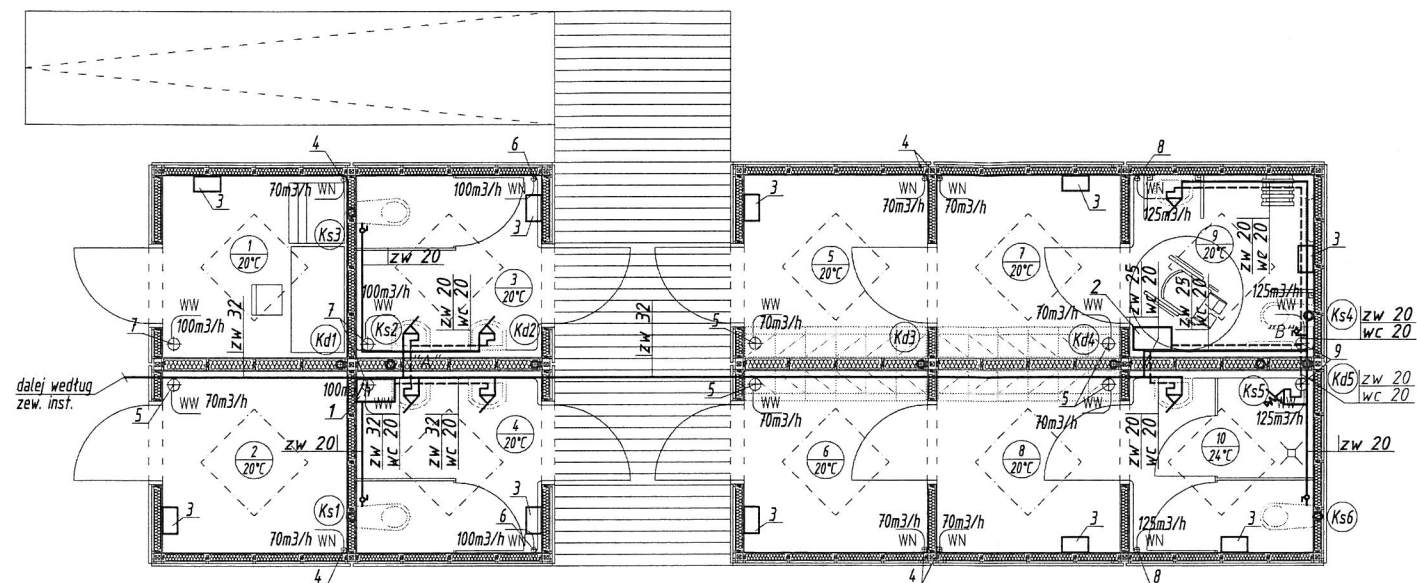 4
6
4
8
70m3/h WN
100m3/h WN
70m3/h WN
WN 70m3/h
WN 125m3/h
3
3
3
3
3
Ks3
zw 20
1 20°C
3 20°C
5 20°C
7 20°C
9 20°C
zw 20
wc 20
zw 32
zw 20
wc 20
zw 32
zw 25
wc 20
zw 25
wc 20
2
WW 100m3/h
7
7
100m3/h WW
Kd1
Ks2
Kd2
5
WW 70m3/h
Kd3
70m3/h WW
Kd4
125m3/h WW
Ks4
zw 20
wc 20
"A"
"B"
9
dalej według
zew. inst.
5
WW 70m3/h
1
WW
5
WW 70m3/h
5
70m3/h WW
Ks5
WW 125m3/h
Kd5
zw 20
wc 20
zw 20
zw 32
wc 20
zw 32
wc 20
zw 20
wc 20
zw 20
2 20°C
4 20°C
6 20°C
8 20°C
10 24°C
3
3
3
3
3
Ks1
6
Ks6
70m3/h WN
100m3/h WN
70m3/h WN
70m3/h WN
125m3/h WN
4
4
8